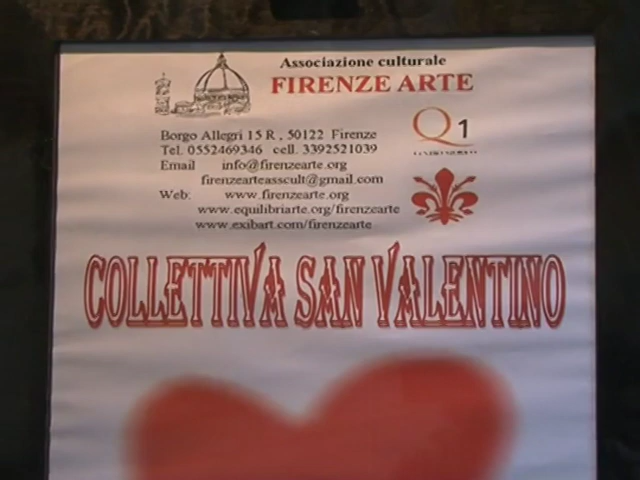 Associazione culturale
FIRENZE ARTE
Borgo Allegri 15 R , 50122 Firenze
Tel. 0552469346 cell. 3392521039
Email info@firenzearte.org
firenzearteasscult@gmail.com
Web: www.firenzearte.org
www.equilibriarte.org/firenzearte
www.exibart.com/firenzearte
Q1
COLLETTIVA SAN VALENTINO